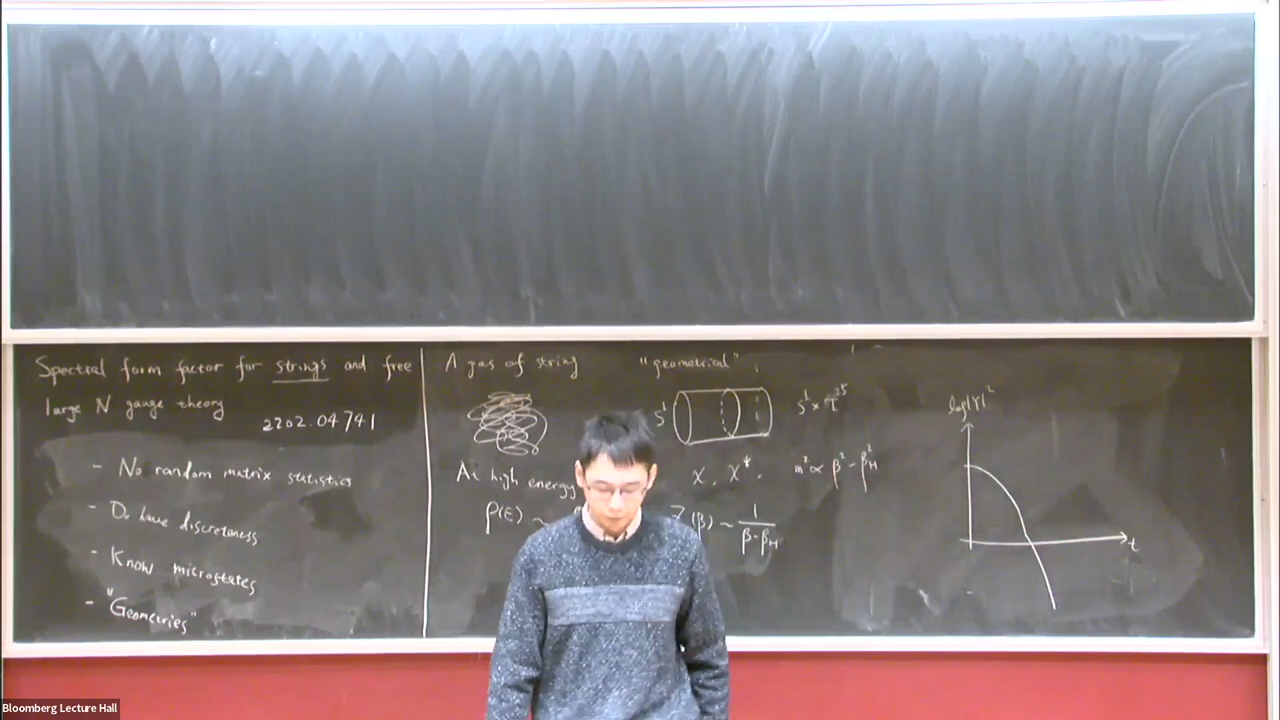 Spectral form factor for strings and free
large N gauge theory
2202.04741
- No random matrix statistics
- Do have discreteness
- Know microstates
- "Geometries"
A gas of string
At high energy
ρ(E) ~
"geometrical":
S¹
S¹ × T²⁵
χ, χ*, m² ∝ β² - β_H²
Z(β) ~ 1/(β-β_H)
log|Y|²
t
Bloomberg Lecture Hall